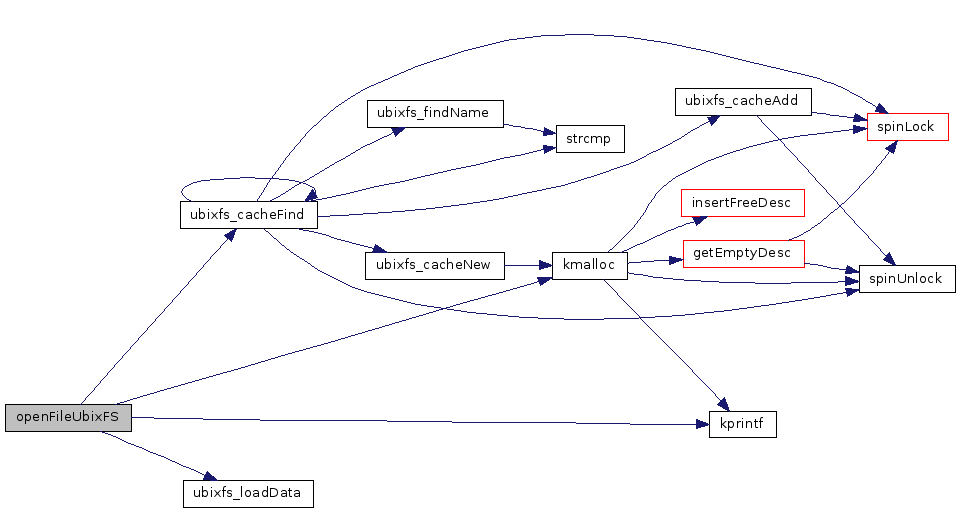 ubixfs_cacheAdd
ubixfs_findName
spinLock
strcmp
insertFreeDesc
ubixfs_cacheFind
getEmptyDesc
ubixfs_cacheNew
kmalloc
spinUnlock
openFileUbixFS
kprintf
ubixfs_loadData